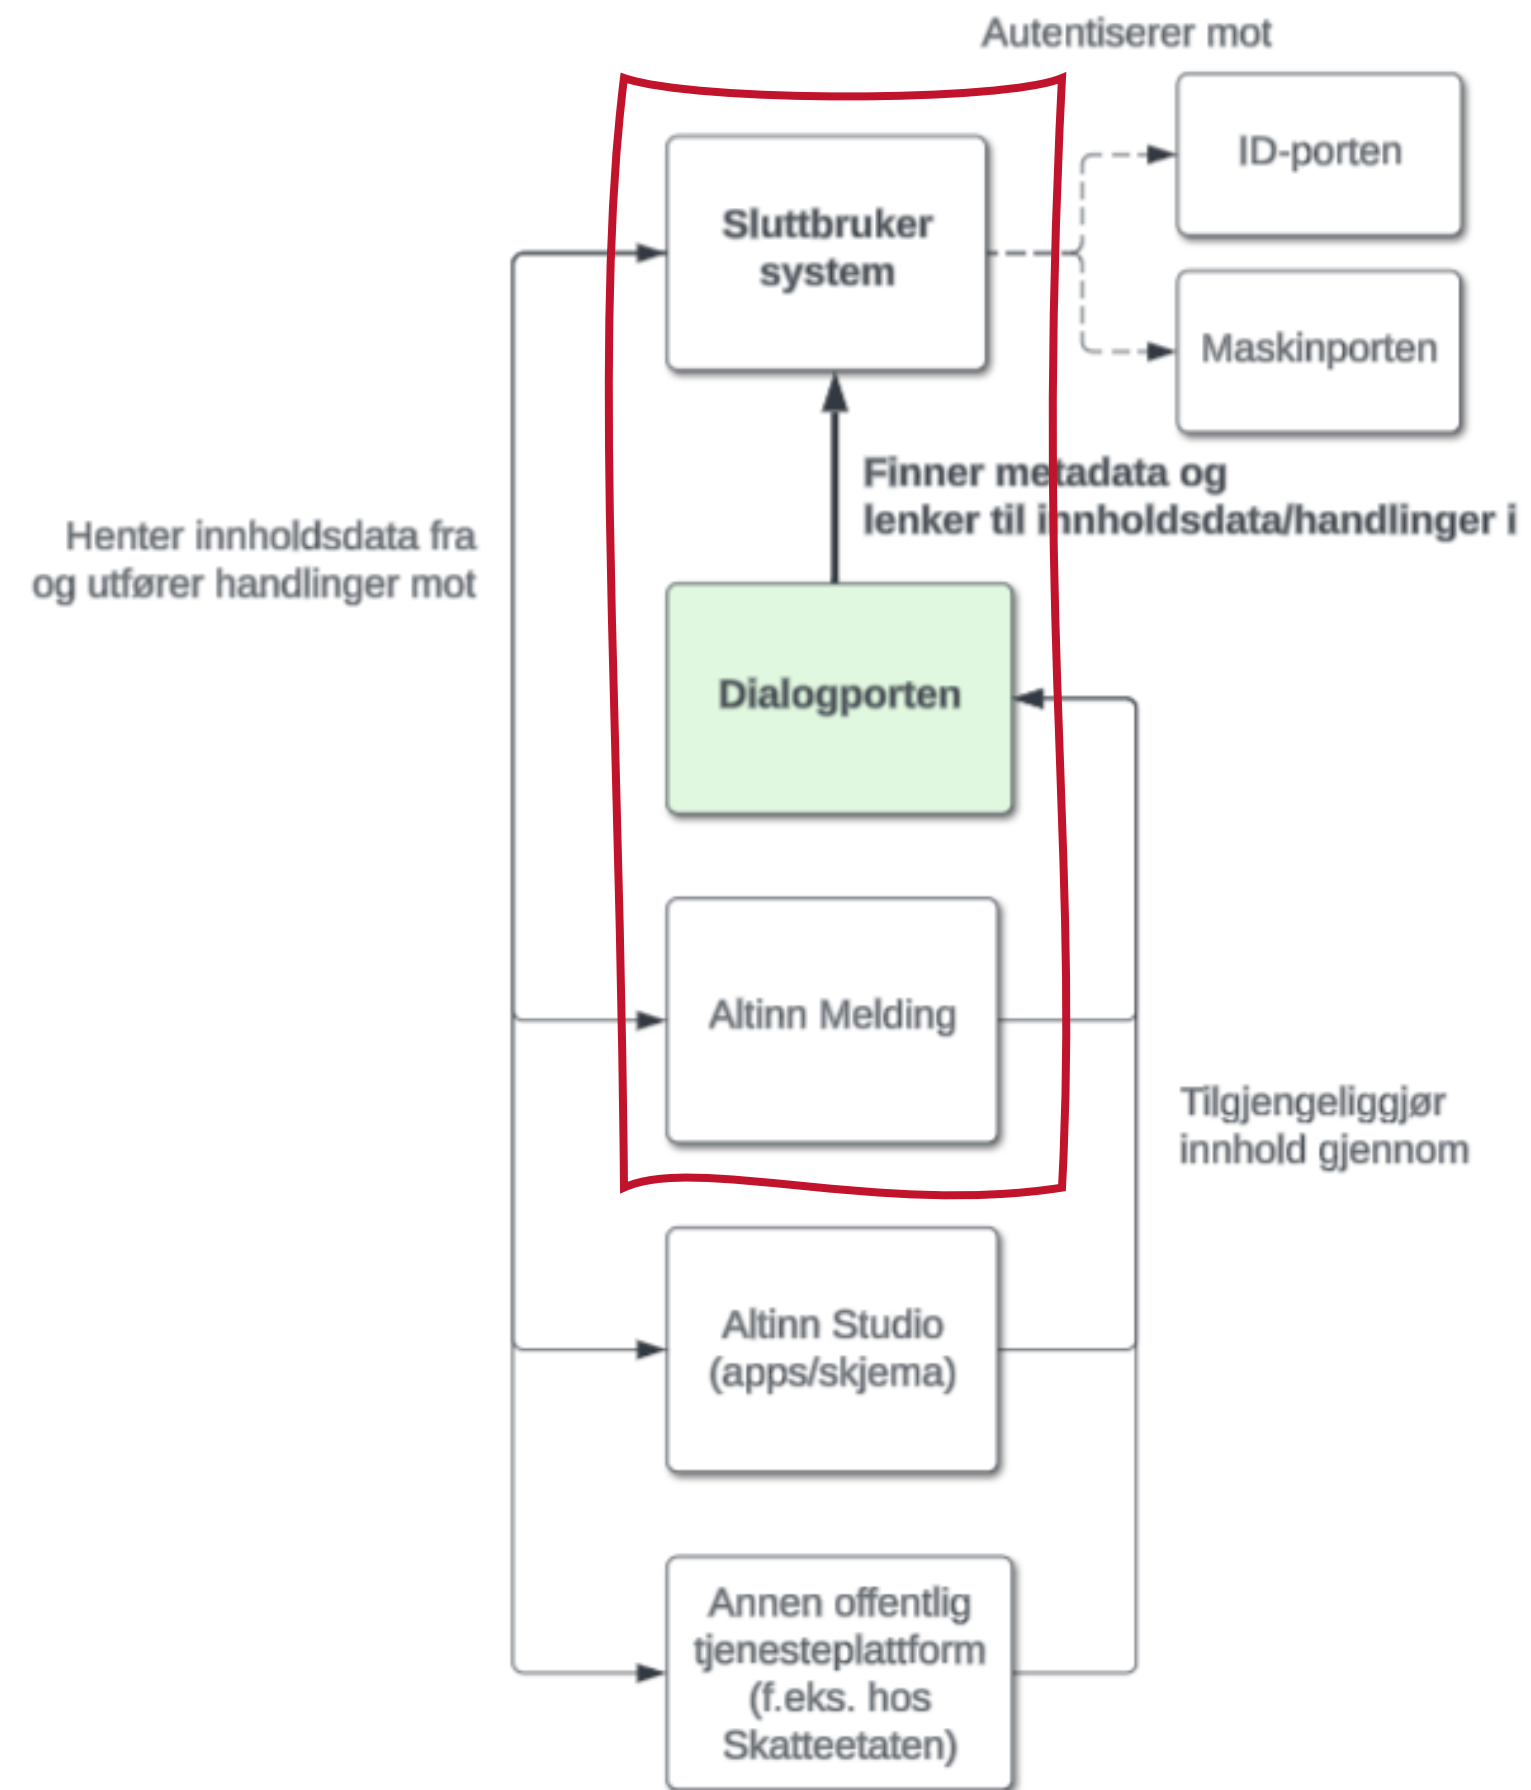 Autentiserer mot
ID-porten
Sluttbruker
system
Maskinporten
Finner metadata og
lenker til innholdsdata/handlinger i
Henter innholdsdata fra
og utfører handlinger mot
Dialogporten
Altinn Melding
Tilgjengeliggjør
innhold gjennom
Altinn Studio
(apps/skjema)
Annen offentlig
tjenesteplattform
(f.eks. hos
Skatteetaten)